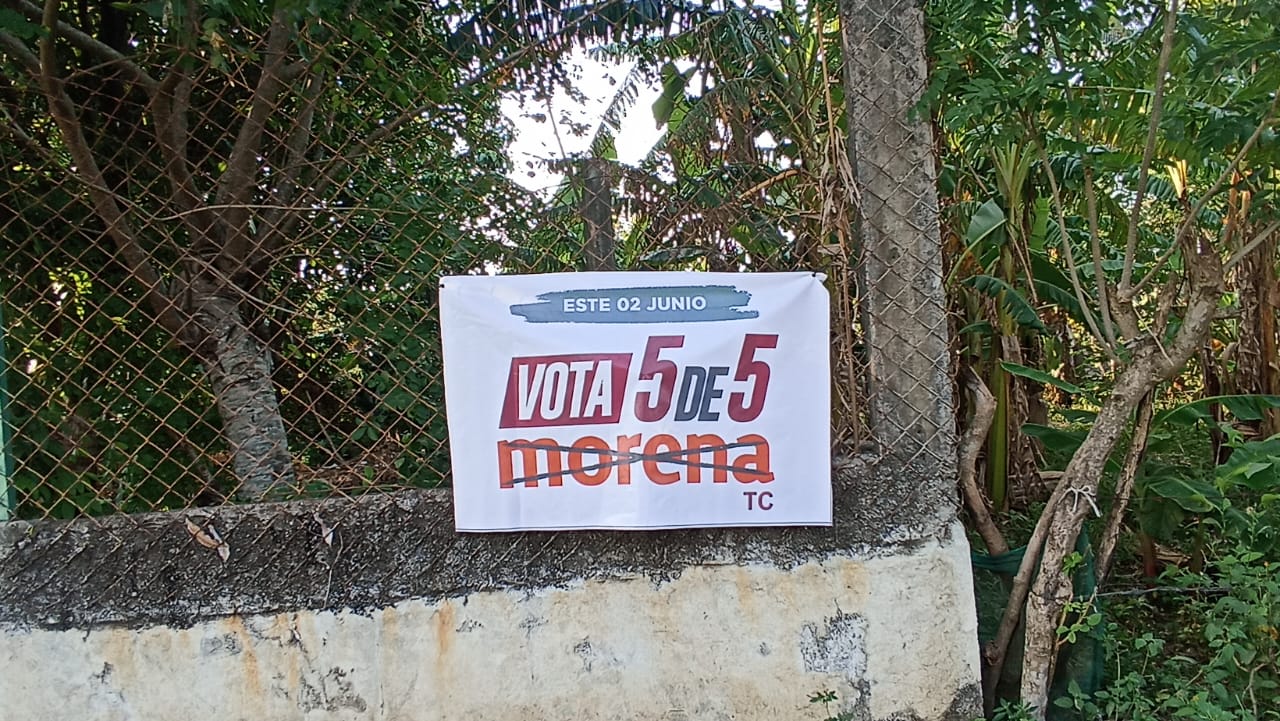 ESTE 02 JUNIO
VOTA 5 DE 5
morena
TC